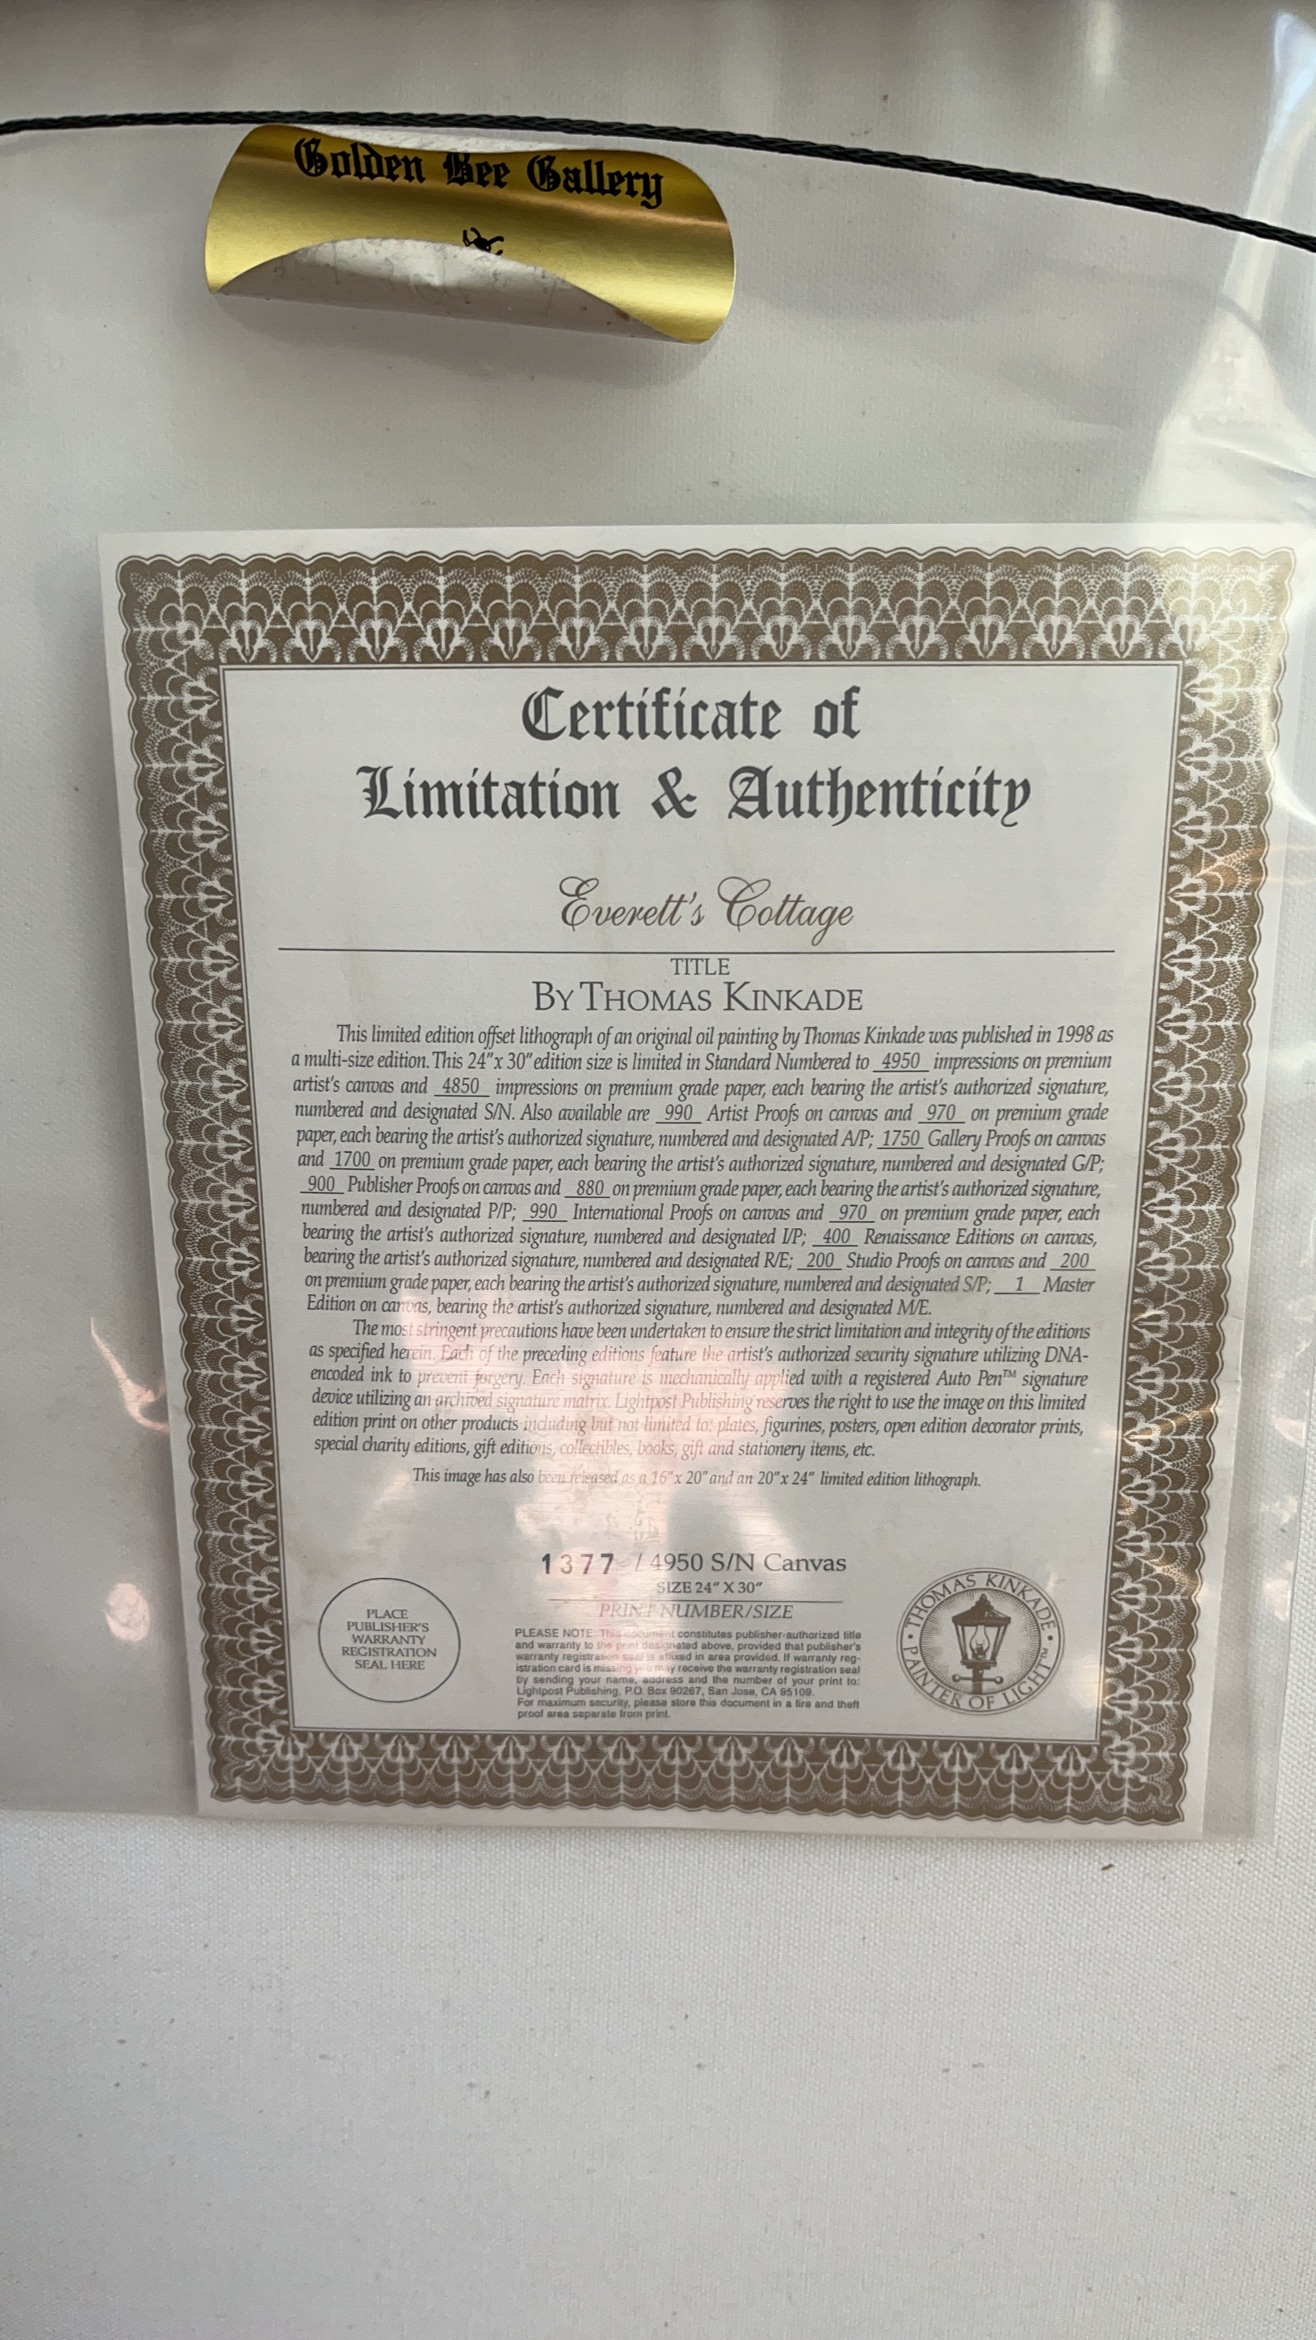 Golden Bee Gallery
Certificate of
Limitation & Authenticity
Everett's Cottage
TITLE
BY THOMAS KINKADE
This limited edition offset lithograph of an original oil painting by Thomas Kinkade was published in 1998 as
a multi-size edition. This 24" x 30" edition size is limited in Standard Numbered to 4950 impressions on premium
artist's canvas and 4850 impressions on premium grade paper, each bearing the artist's authorized signature,
numbered and designated S/N. Also available are 990 Artist Proofs on canvas and 970 on premium grade
paper, each bearing the artist's authorized signature, numbered and designated A/P; 1750 Gallery Proofs on canvas
and 1700 on premium grade paper, each bearing the artist's authorized signature, numbered and designated G/P;
900 Publisher Proofs on canvas and 880 on premium grade paper, each bearing the artist's authorized signature,
numbered and designated P/P; 990 International Proofs on canvas and 970 on premium grade paper, each
bearing the artist's authorized signature, numbered and designated I/P; 400 Renaissance Editions on canvas,
bearing the artist's authorized signature, numbered and designated R/E; 200 Studio Proofs on canvas and 200
on premium grade paper, each bearing the artist's authorized signature, numbered and designated S/P; 1 Master
Edition on canvas, bearing the artist's authorized signature, numbered and designated M/E.
The most stringent precautions have been undertaken to ensure the strict limitation and integrity of the editions
as specified herein. Each of the preceding editions feature the artist's authorized security signature utilizing DNA-
encoded ink to prevent forgery. Each signature is mechanically applied with a registered Auto Pen™ signature
device utilizing an archived signature matrix. Lightpost Publishing reserves the right to use the image on this limited
edition print on other products including but not limited to: plates, figurines, posters, open edition decorator prints,
special charity editions, gift editions, collectibles, books, gift and stationery items, etc.
This image has also been released as a 16" x 20" and an 20" x 24" limited edition lithograph.
1377 / 4950 S/N Canvas
SIZE 24" X 30"
PRINT NUMBER/SIZE
PLACE
PUBLISHER'S
WARRANTY
REGISTRATION
SEAL HERE
PLEASE NOTE: This document constitutes publisher-authorized title
and warranty to the print designated above, provided that publisher's
warranty registration seal is affixed in area provided. If warranty reg-
istration card is missing you may receive the warranty registration seal
by sending your name, address and the number of your print to:
Lightpost Publishing, P.O. Box 90267, San Jose, CA 95109.
For maximum security, please store this document in a fire and theft
proof area separate from print.
THOMAS KINKADE™
PAINTER OF LIGHT